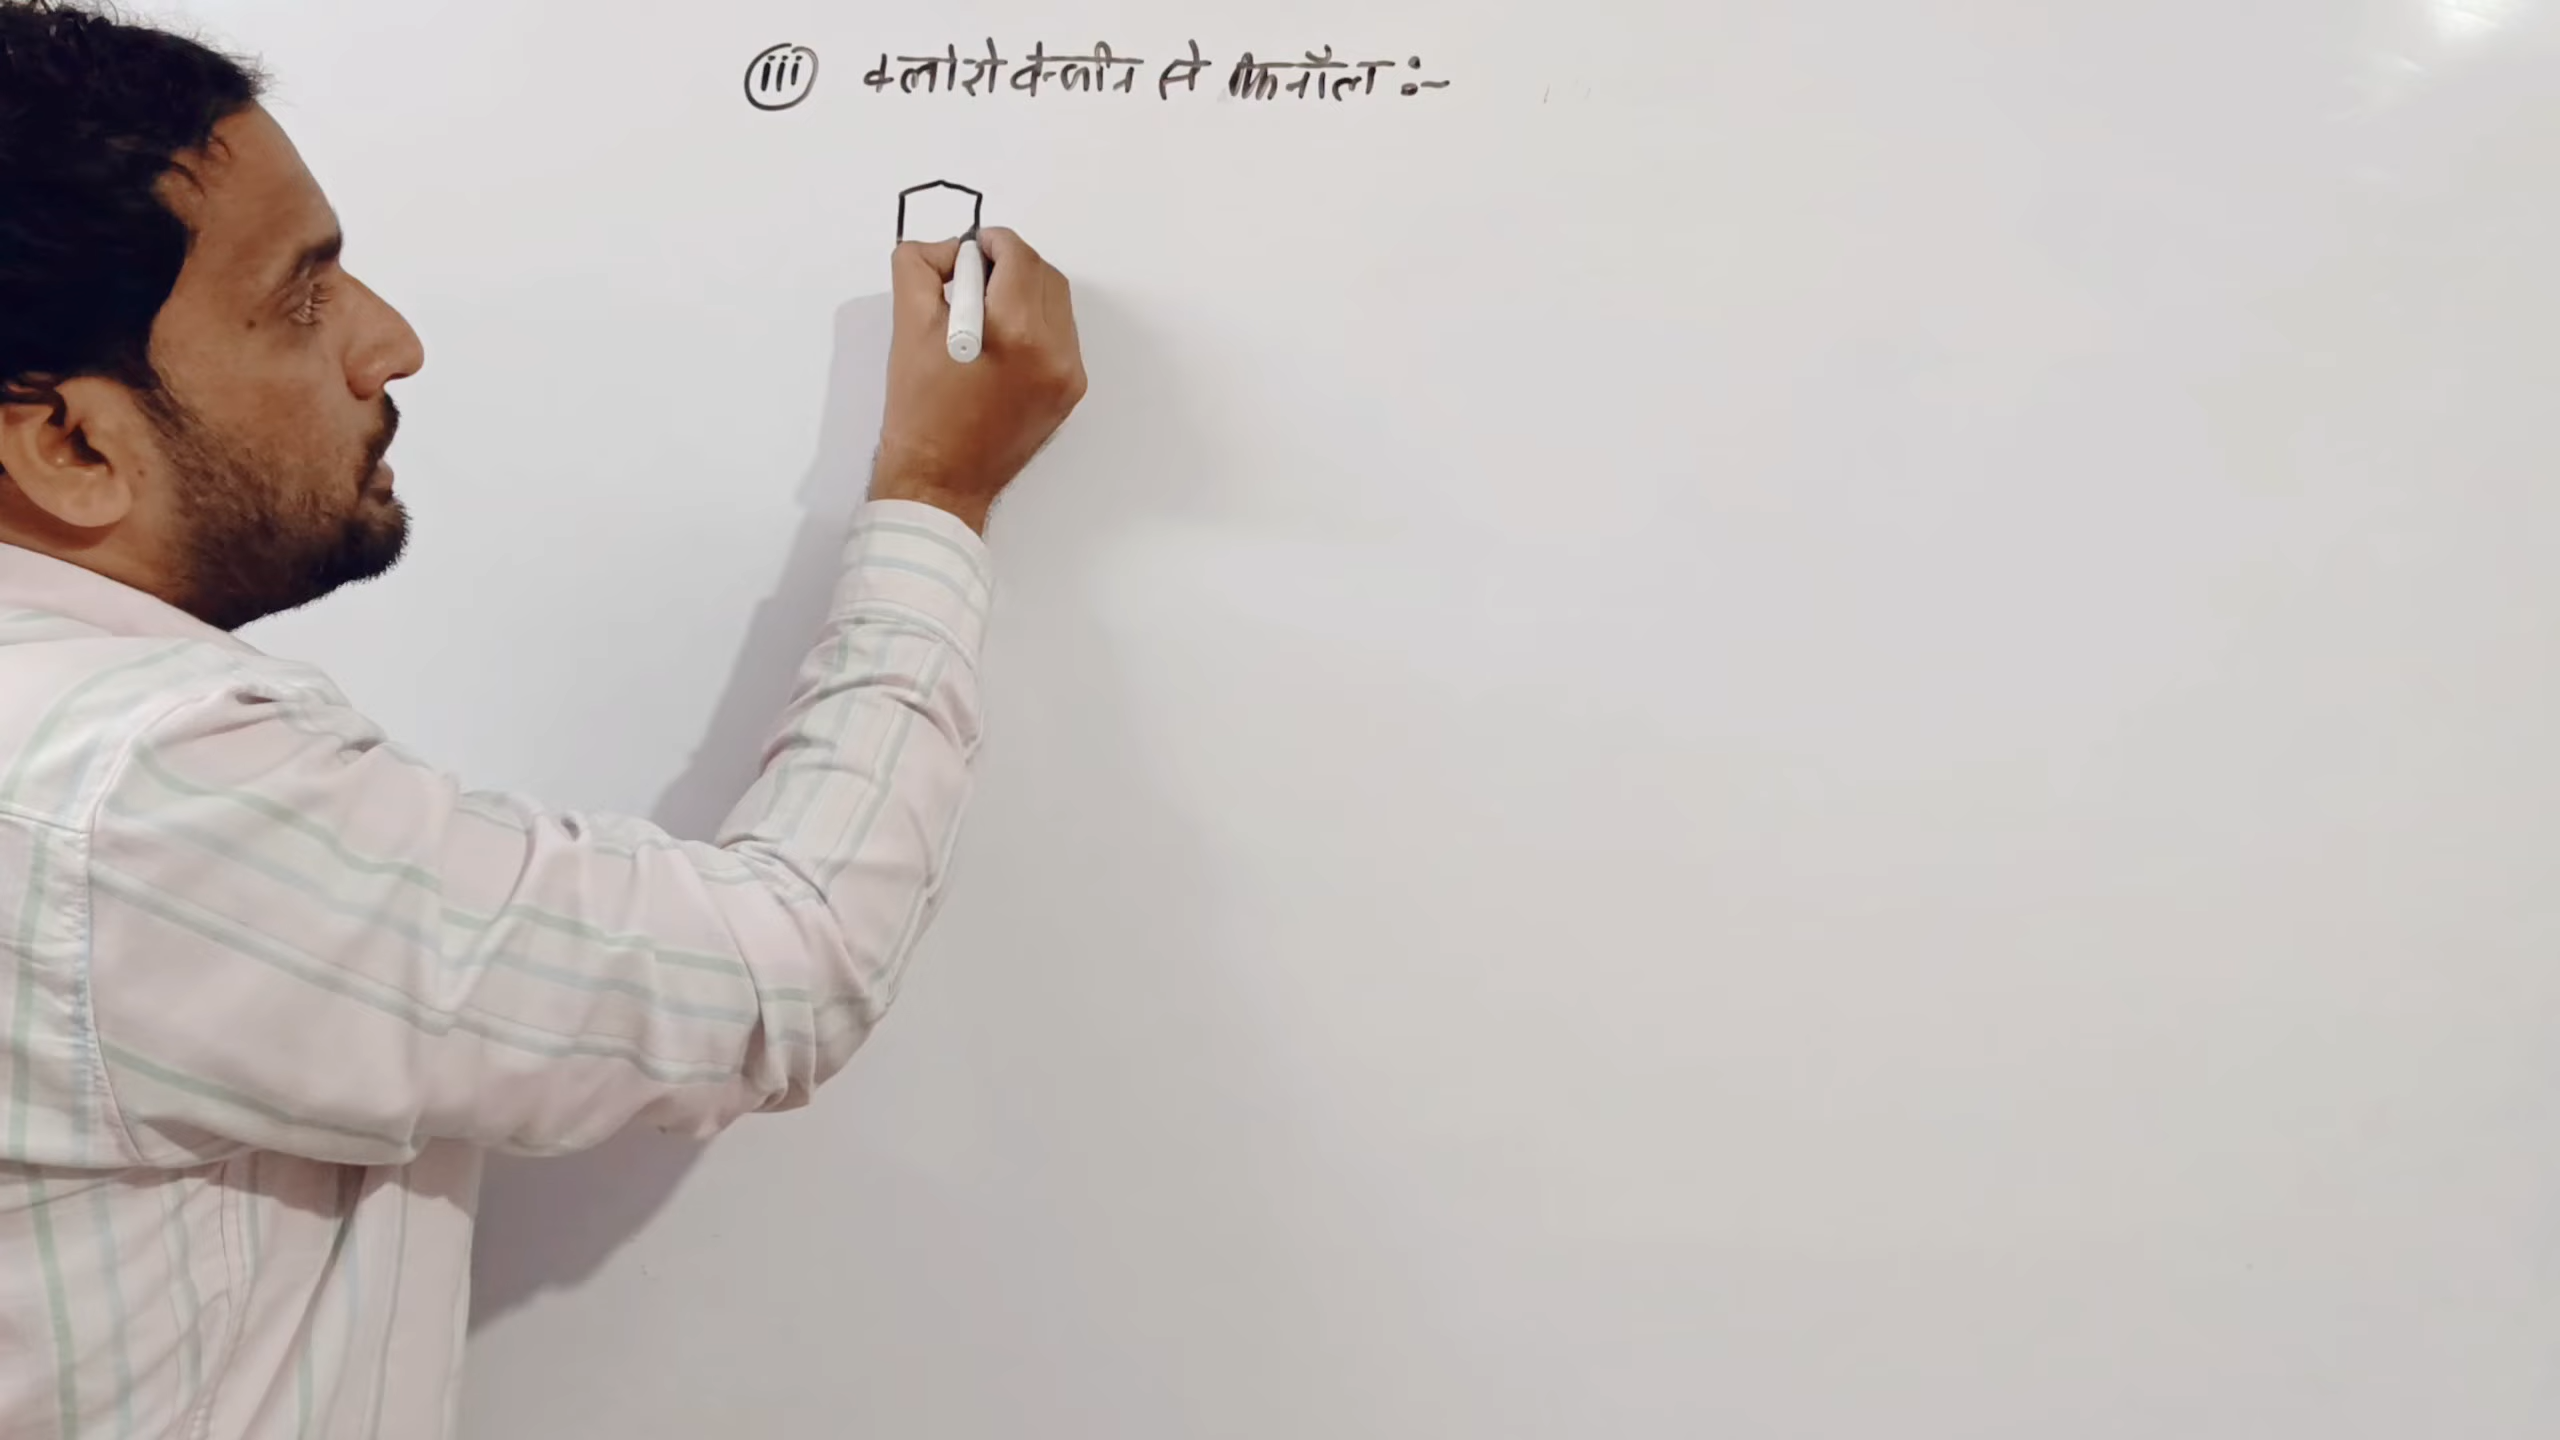 (iii) क्लोरो बेन्जीन से फिनॉल :-